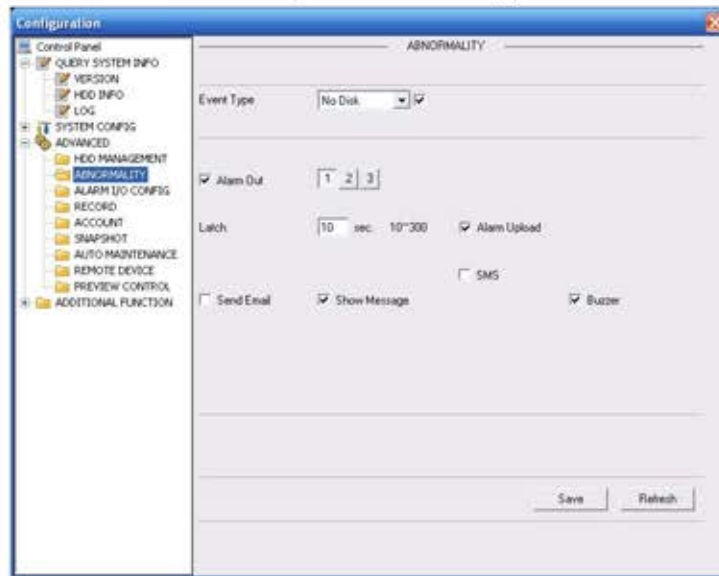 Configuration
Control Panel
QUERY SYSTEM INFO
VERSION
HDD INFO
LOG
SYSTEM CONFIG
ADVANCED
HDD MANAGEMENT
ABNORMALITY
ALARM I/O CONFIG
RECORD
ACCOUNT
SNAPSHOT
AUTO MAINTENANCE
REMOTE DEVICE
PREVIEW CONTROL
ADDITIONAL FUNCTION
ABNORMALITY
Event Type No Disk
Alarm Out 1 2 3
Latch 10 sec. 10~300 Alarm Upload
SMS
Send Email Show Message Buzzer
Save Refresh